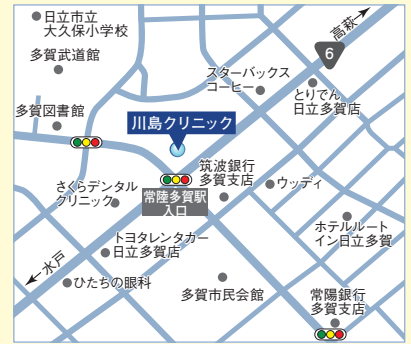 日立市立
大久保小学校
高萩
6
多賀武道館
スターバックス
コーヒー
とりでん
日立多賀店
多賀図書館
川島クリニック
筑波銀行
多賀支店
ウッディ
さくらデンタル
クリニック
常陸多賀駅
入口
ホテルルート
イン日立多賀
トヨタレンタカー
日立多賀店
水戸
ひたちの眼科
多賀市民会館
常陽銀行
多賀支店